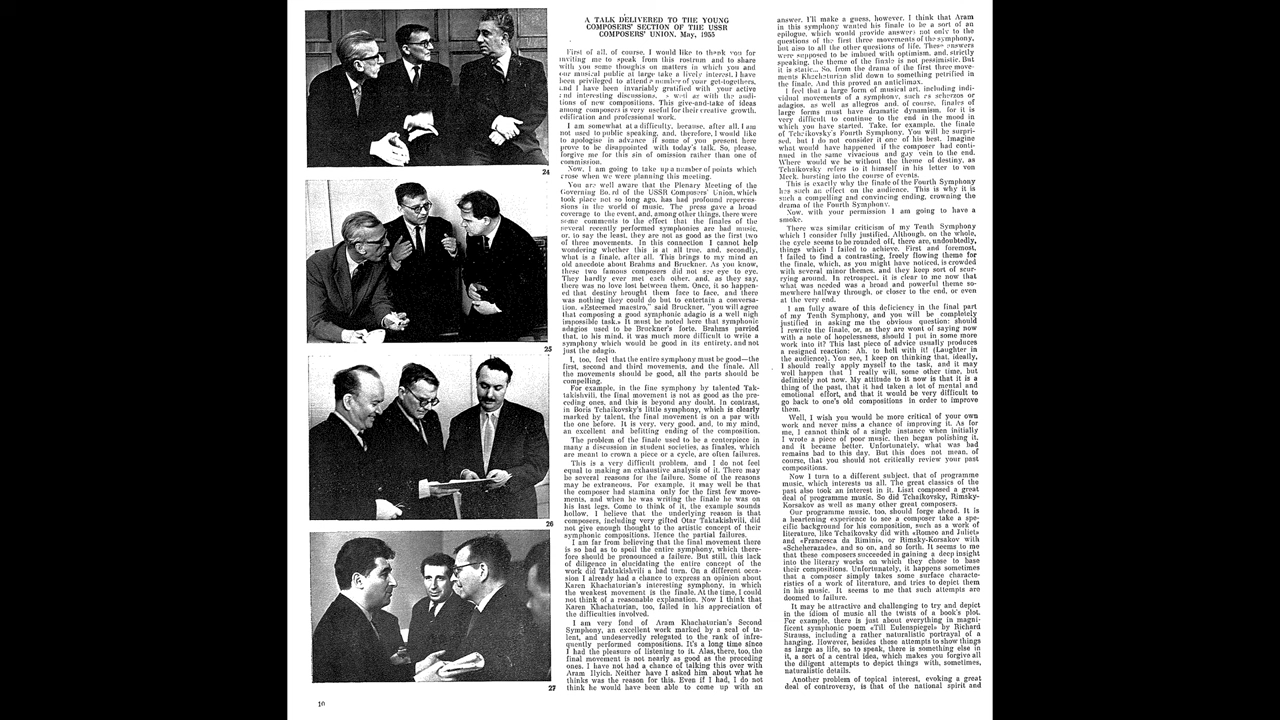 24
25
26
27
10
A TALK DELIVERED TO THE YOUNG
COMPOSERS' SECTION OF THE USSR
COMPOSERS' UNION. May, 1955
First of all, of course, I would like to thank you for
inviting me to speak from this rostrum and to share
with you some thoughts on matters in which you and
our musical public at large take a lively interest. I have
been privileged to attend a number of your get-togethers,
and I have been invariably gratified with your active
and interesting discussions, as well as with the audi-
tions of new compositions. This give-and-take of ideas
among composers is very useful for their creative growth,
edification and professional work.
I am somewhat at a difficulty, because, after all, I am
not used to public speaking, and, therefore, I would like
to apologise in advance if some of you present here
prove to be disappointed with today's talk. So, please,
forgive me for this sin of omission rather than one of
commission.
Now, I am going to take up a number of points which
arose when we were planning this meeting.
You are well aware that the Plenary Meeting of the
Governing Board of the USSR Composers' Union, which
took place not so long ago, has had profound repercus-
sions in the world of music. The press gave a broad
coverage to the event, and, among other things, there were
some comments to the effect that the finales of the
several recently performed symphonies are bad music,
or, to say the least, they are not as good as the first two
of three movements. In this connection I cannot help
wondering whether this is at all true, and, secondly,
what is a finale, after all. This brings to my mind an
old anecdote about Brahms and Bruckner. As you know,
these two famous composers did not see eye to eye.
They hardly ever met each other, and, as they say,
there was no love lost between them. Once, it so happen-
ed that destiny brought them face to face, and there
was nothing they could do but to entertain a conversa-
tion. «Esteemed maestro," said Bruckner, "you will agree
that composing a good symphonic adagio is a well nigh
impossible task.» It must be noted here that symphonic
adagios used to be Bruckner's forte. Brahms parried
that, to his mind, it was much more difficult to write a
symphony which would be good in its entirety, and not
just the adagio.
I, too, feel that the entire symphony must be good—the
first, second and third movements, and the finale. All
the movements should be good, all the parts should be
compelling.
For example, in the fine symphony by talented Tak-
takishvili, the final movement is not as good as the pre-
ceding ones, and this is beyond any doubt. In contrast,
in Boris Tchaikovsky's little symphony, which is clearly
marked by talent, the final movement is on a par with
the one before. It is very, very good, and, to my mind,
an excellent and befitting ending of the composition.
The problem of the finale used to be a centerpiece in
many a discussion in student societies, as finales, which
are meant to crown a piece or a cycle, are often failures.
This is a very difficult problem, and I do not feel
equal to making an exhaustive analysis of it. There may
be several reasons for the failure. Some of the reasons
may be extraneous. For example, it may well be that
the composer had stamina only for the first few move-
ments, and when he was writing the finale he was on
his last legs. Come to think of it, the example sounds
hollow. I believe that the underlying reason is that
composers, including very gifted Otar Taktakishvili, did
not give enough thought to the artistic concept of their
symphonic compositions. Hence the partial failures.
I am far from believing that the final movement there
is so bad as to spoil the entire symphony, which there-
fore should be pronounced a failure. But still, this lack
of diligence in elucidating the entire concept of the
work did Taktakishvili a bad turn. On a different occa-
sion I already had a chance to express an opinion about
Karen Khachaturian's interesting symphony, in which
the weakest movement is the finale. At the time, I could
not think of a reasonable explanation. Now I think that
Karen Khachaturian, too, failed in his appreciation of
the difficulties involved.
I am very fond of Aram Khachaturian's Second
Symphony, an excellent work marked by a seal of ta-
lent, and undeservedly relegated to the rank of infre-
quently performed compositions. It's a long time since
I had the pleasure of listening to it. Alas, there, too, the
final movement is not nearly as good as the preceding
ones. I have not had a chance of talking this over with
Aram Ilyich. Neither have I asked him about what he
thinks was the reason for this. Even if I had, I do not
think he would have been able to come up with an
answer. I'll make a guess, however. I think that Aram
in this symphony wanted his finale to be a sort of an
epilogue, which would provide answers not only to the
questions of the first three movements of the symphony,
but also to all the other questions of life. These answers
were supposed to be imbued with optimism, and, strictly
speaking, the theme of the finale is not pessimistic. But
it is static... So, from the drama of the first three move-
ments Khachaturian slid down to something petrified in
the finale. And this proved an anticlimax.
I feel that a large form of musical art, including indi-
vidual movements of a symphony, such as scherzos or
adagios, as well as allegros and, of course, finales of
large forms must have dramatic dynamism, for it is
very difficult to continue to the end in the mood in
which you have started. Take, for example, the finale
of Tchaikovsky's Fourth Symphony. You will be surpri-
sed, but I do not consider it one of his best. Imagine
what would have happened if the composer had conti-
nued in the same vivacious and gay vein to the end.
Where would we be without the theme of destiny, as
Tchaikovsky refers to it himself in his letter to von
Meck, bursting into the course of events.
This is exactly why the finale of the Fourth Symphony
has such an effect on the audience. This is why it is
such a compelling and convincing ending, crowning the
drama of the Fourth Symphony.
Now, with your permission I am going to have a
smoke.
There was similar criticism of my Tenth Symphony
which I consider fully justified. Although, on the whole,
the cycle seems to be rounded off, there are, undoubtedly,
things which I failed to achieve. First and foremost,
I failed to find a contrasting, freely flowing theme for
the finale, which, as you might have noticed, is crowded
with several minor themes, and they keep sort of scur-
rying around. In retrospect, it is clear to me now that
what was needed was a broad and powerful theme so-
mewhere halfway through, or closer to the end, or even
at the very end.
I am fully aware of this deficiency in the final part
of my Tenth Symphony, and you will be completely
justified in asking me the obvious question: should
I rewrite the finale, or, as they are wont of saying now
with a note of hopelessness, should I put in some more
work into it? This last piece of advice usually produces
a resigned reaction: Ah, to hell with it! (Laughter in
the audience). You see, I keep on thinking that, ideally,
I should really apply myself to the task, and it may
well happen that I really will, some other time, but
definitely not now. My attitude to it now is that it is a
thing of the past, that it had taken a lot of mental and
emotional effort, and that it would be very difficult to
go back to one's old compositions in order to improve
them.
Well, I wish you would be more critical of your own
work and never miss a chance of improving it. As for
me, I cannot think of a single instance when initially
I wrote a piece of poor music, then began polishing it,
and it became better. Unfortunately, what was bad
remains bad to this day. But this does not mean, of
course, that you should not critically review your past
compositions.
Now I turn to a different subject, that of programme
music, which interests us all. The great classics of the
past also took an interest in it. Liszt composed a great
deal of programme music. So did Tchaikovsky, Rimsky-
Korsakov as well as many other great composers.
Our programme music, too, should forge ahead. It is
a heartening experience to see a composer take a spe-
cific background for his composition, such as a work of
literature, like Tchaikovsky did with «Romeo and Juliet»
and «Francesca da Rimini», or Rimsky-Korsakov with
«Scheherazade», and so on, and so forth. It seems to me
that these composers succeeded in gaining a deep insight
into the literary works on which they chose to base
their compositions. Unfortunately, it happens sometimes
that a composer simply takes some surface characte-
ristics of a work of literature, and tries to depict them
in his music. It seems to me that such attempts are
doomed to failure.
It may be attractive and challenging to try and depict
in the idiom of music all the twists of a book's plot.
For example, there is just about everything in magni-
ficent symphonic poem «Till Eulenspiegel» by Richard
Strauss, including a rather naturalistic portrayal of a
hanging. However, besides these attempts to show things
as large as life, so to speak, there is something else in
it, a sort of a central idea, which makes you forgive all
the diligent attempts to depict things with, sometimes,
naturalistic details.
Another problem of topical interest, evoking a great
deal of controversy, is that of the national spirit and